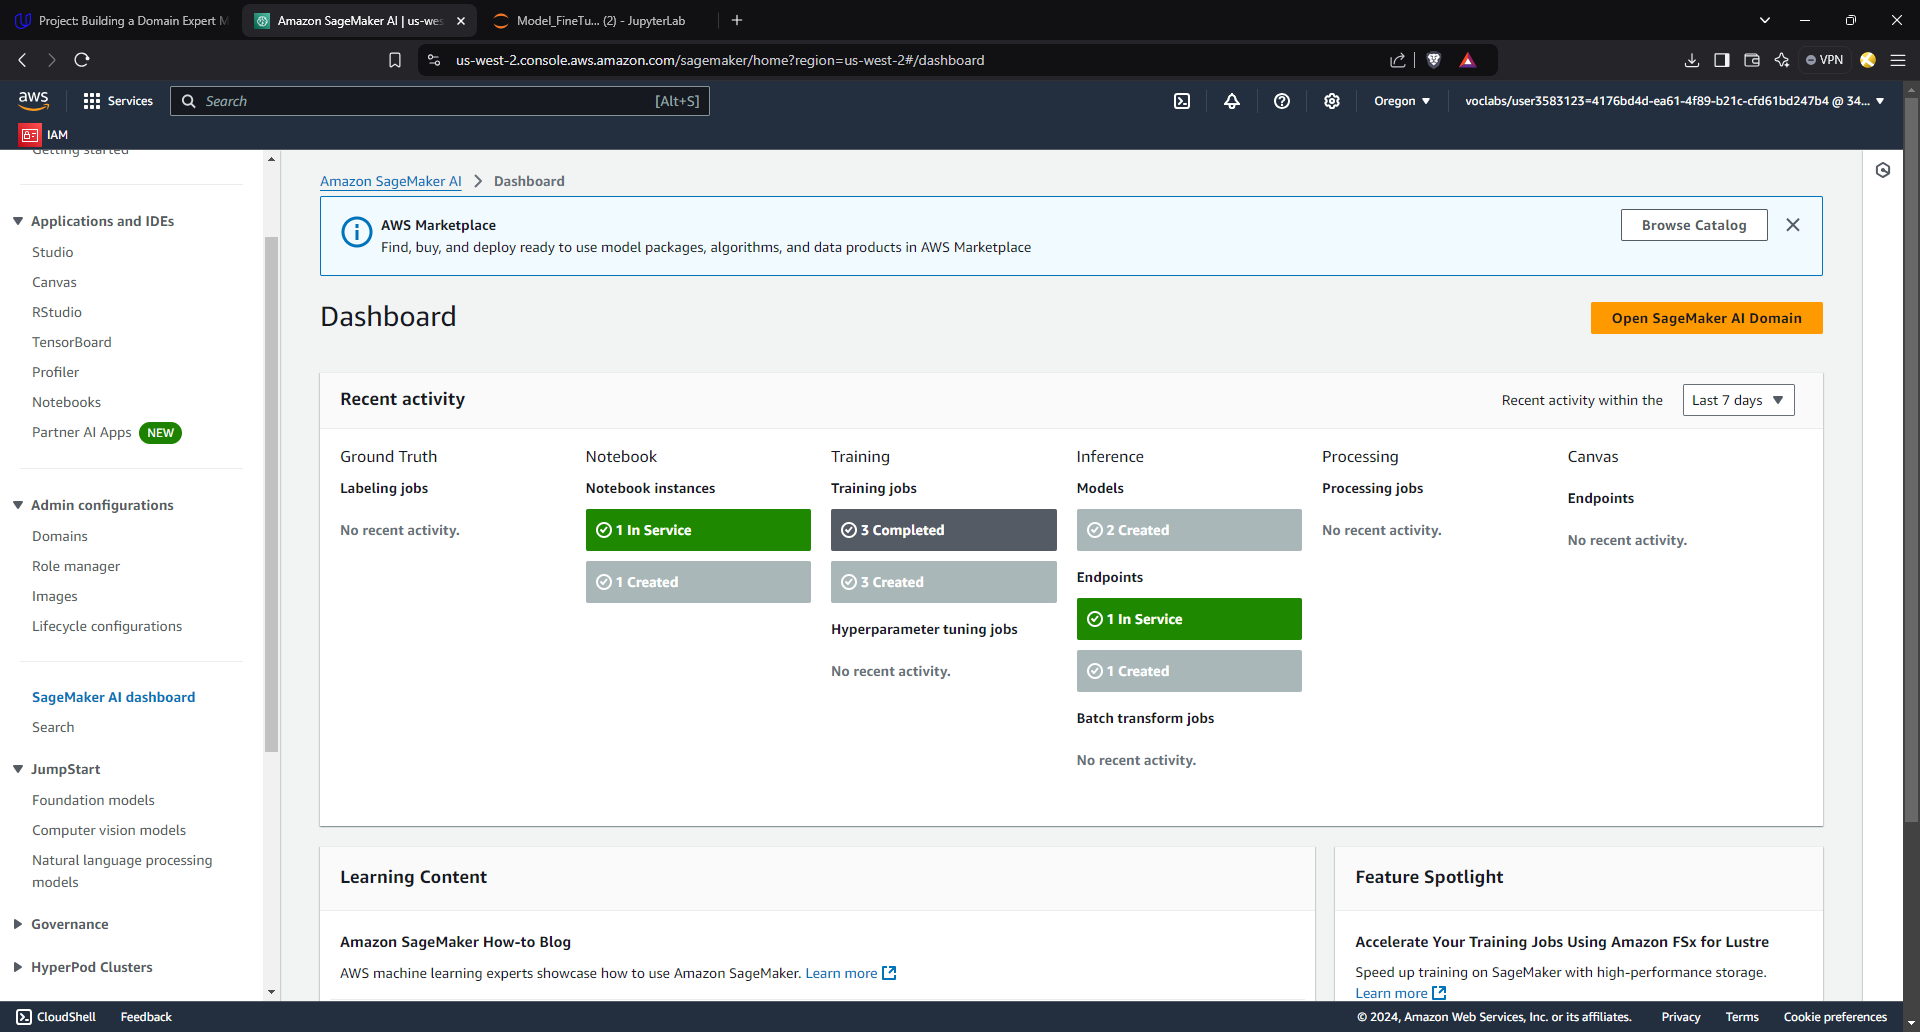 Project: Building a Domain Expert M
Amazon SageMaker AI | us-wes
Model_FineTu... (2) - JupyterLab
us-west-2.console.aws.amazon.com/sagemaker/home?region=us-west-2#/dashboard
VPN
aws
Services
Search
[Alt+S]
Oregon
voclabs/user3583123=4176bd4d-ea61-4f89-b21c-cfd61bd247b4 @ 34...
IAM
Getting started
Applications and IDEs
Studio
Canvas
RStudio
TensorBoard
Profiler
Notebooks
Partner AI Apps NEW
Admin configurations
Domains
Role manager
Images
Lifecycle configurations
SageMaker AI dashboard
Search
JumpStart
Foundation models
Computer vision models
Natural language processing
models
Governance
HyperPod Clusters
Amazon SageMaker AI > Dashboard
AWS Marketplace
Find, buy, and deploy ready to use model packages, algorithms, and data products in AWS Marketplace
Browse Catalog
Dashboard
Open SageMaker AI Domain
Recent activity
Recent activity within the
Last 7 days
Ground Truth
Labeling jobs
No recent activity.
Notebook
Notebook instances
1 In Service
1 Created
Training
Training jobs
3 Completed
3 Created
Hyperparameter tuning jobs
No recent activity.
Inference
Models
2 Created
Endpoints
1 In Service
1 Created
Batch transform jobs
No recent activity.
Processing
Processing jobs
No recent activity.
Canvas
Endpoints
No recent activity.
Learning Content
Amazon SageMaker How-to Blog
AWS machine learning experts showcase how to use Amazon SageMaker. Learn more
Feature Spotlight
Accelerate Your Training Jobs Using Amazon FSx for Lustre
Speed up training on SageMaker with high-performance storage.
Learn more
CloudShell
Feedback
© 2024, Amazon Web Services, Inc. or its affiliates.
Privacy
Terms
Cookie preferences